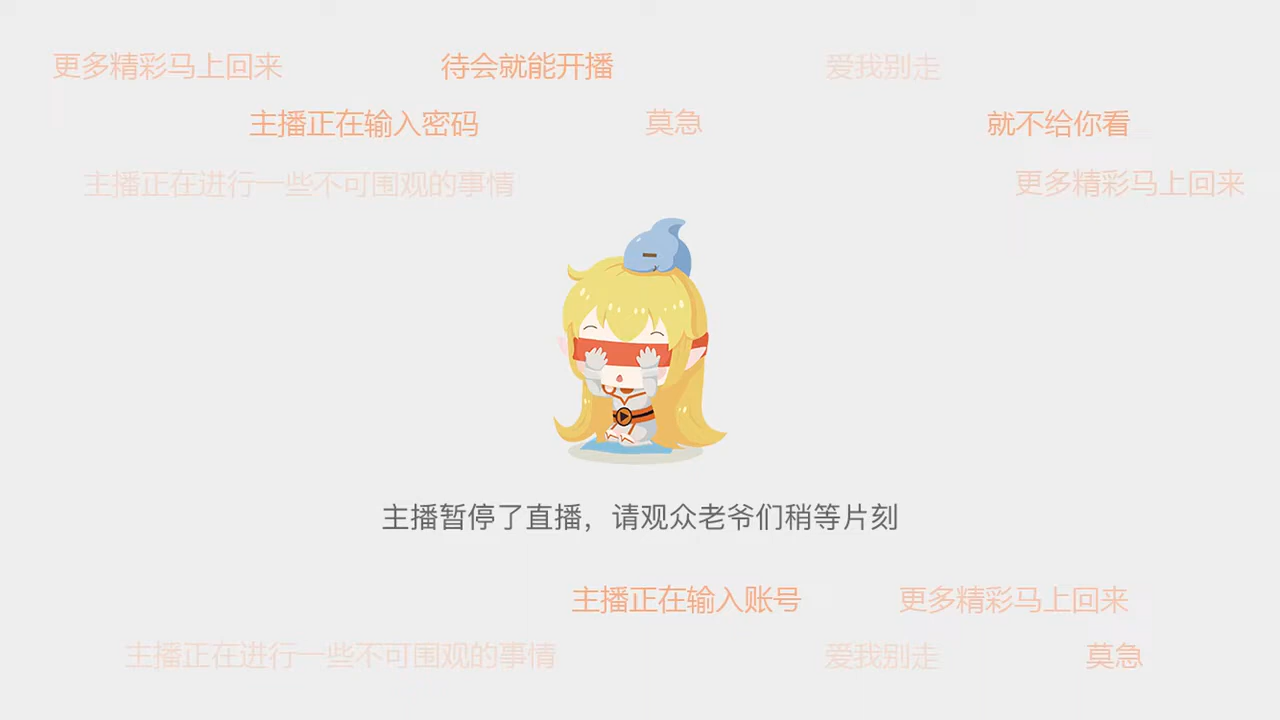 更多精彩马上回来
待会就能开播
爱我别走
主播正在输入密码
莫急
就不给你看
主播正在进行一些不可围观的事情
更多精彩马上回来
主播暂停了直播，请观众老爷们稍等片刻
主播正在输入账号
更多精彩马上回来
主播正在进行一些不可围观的事情
爱我别走
莫急